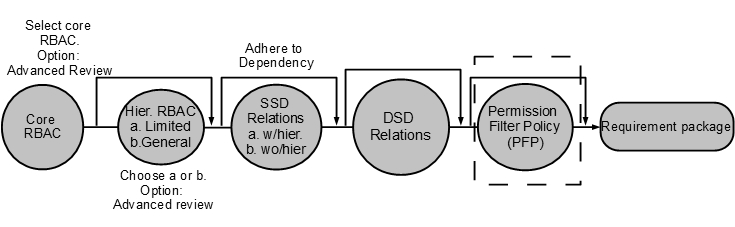 Select core
RBAC.
Option:
Advanced Review
Core
RBAC
Hier. RBAC
a. Limited
b.General
Choose a or b.
Option:
Advanced review
Adhere to
Dependency
SSD
Relations
a. w/hier.
b. wo/hier
DSD
Relations
Permission
Filter Policy
(PFP)
Requirement package